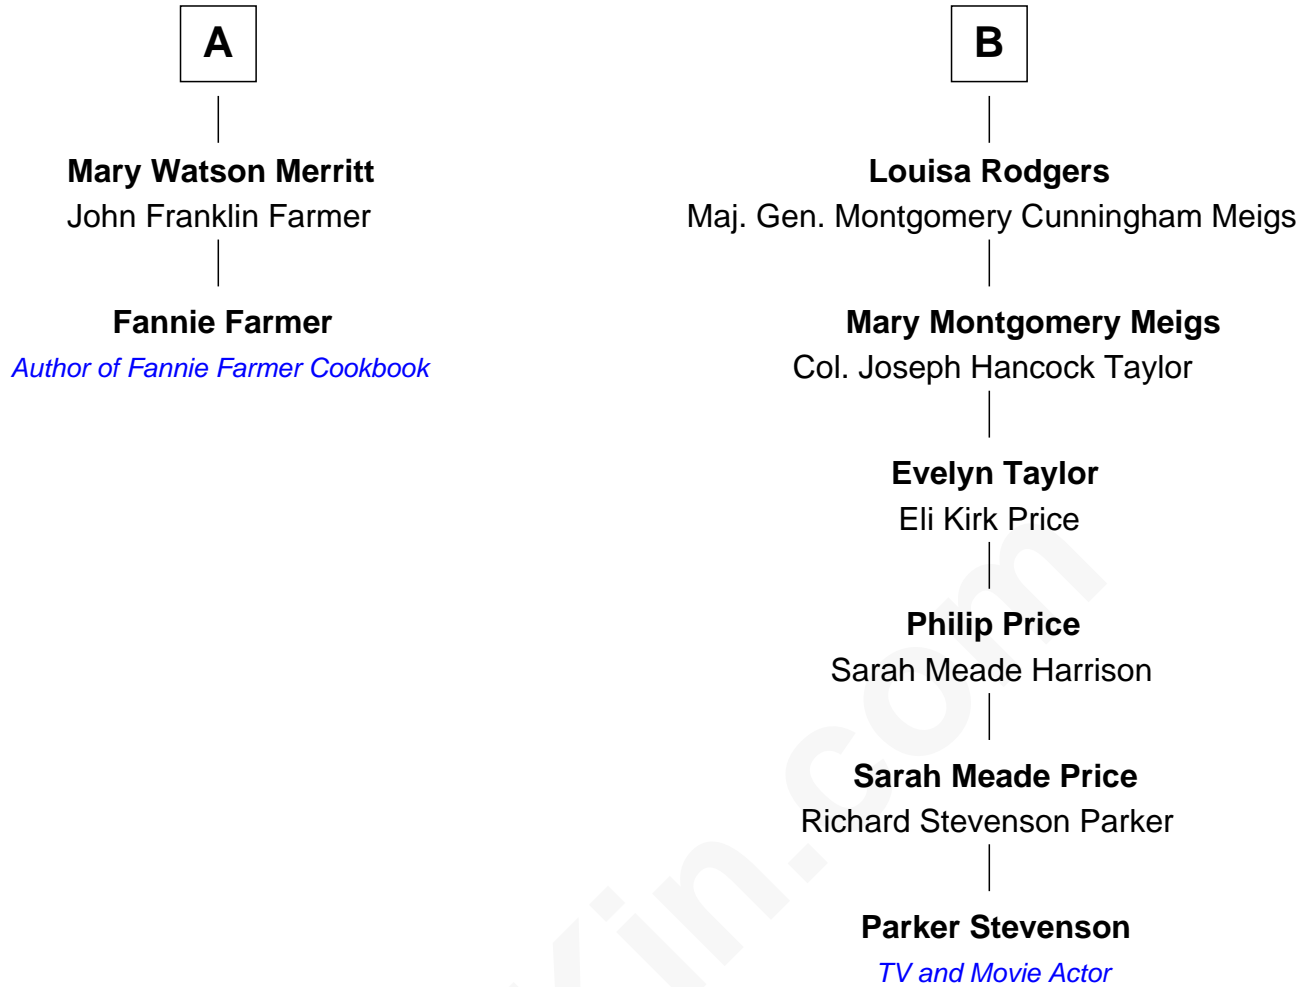 A
Mary Watson Merritt
John Franklin Farmer
Fannie Farmer
Author of Fannie Farmer Cookbook
B
Louisa Rodgers
Maj. Gen. Montgomery Cunningham Meigs
Mary Montgomery Meigs
Col. Joseph Hancock Taylor
Evelyn Taylor
Eli Kirk Price
Philip Price
Sarah Meade Harrison
Sarah Meade Price
Richard Stevenson Parker
Parker Stevenson
TV and Movie Actor
Kin.com